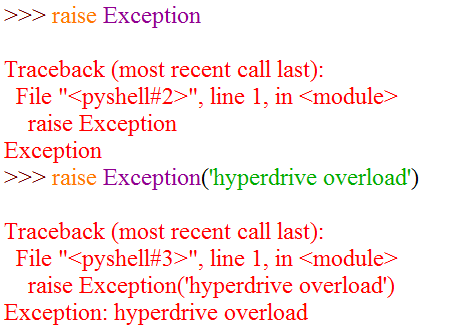 >>> raise Exception
Traceback (most recent call last):
  File "<pyshell#2>", line 1, in <module>
    raise Exception
Exception
>>> raise Exception('hyperdrive overload')
Traceback (most recent call last):
  File "<pyshell#3>", line 1, in <module>
    raise Exception('hyperdrive overload')
Exception: hyperdrive overload